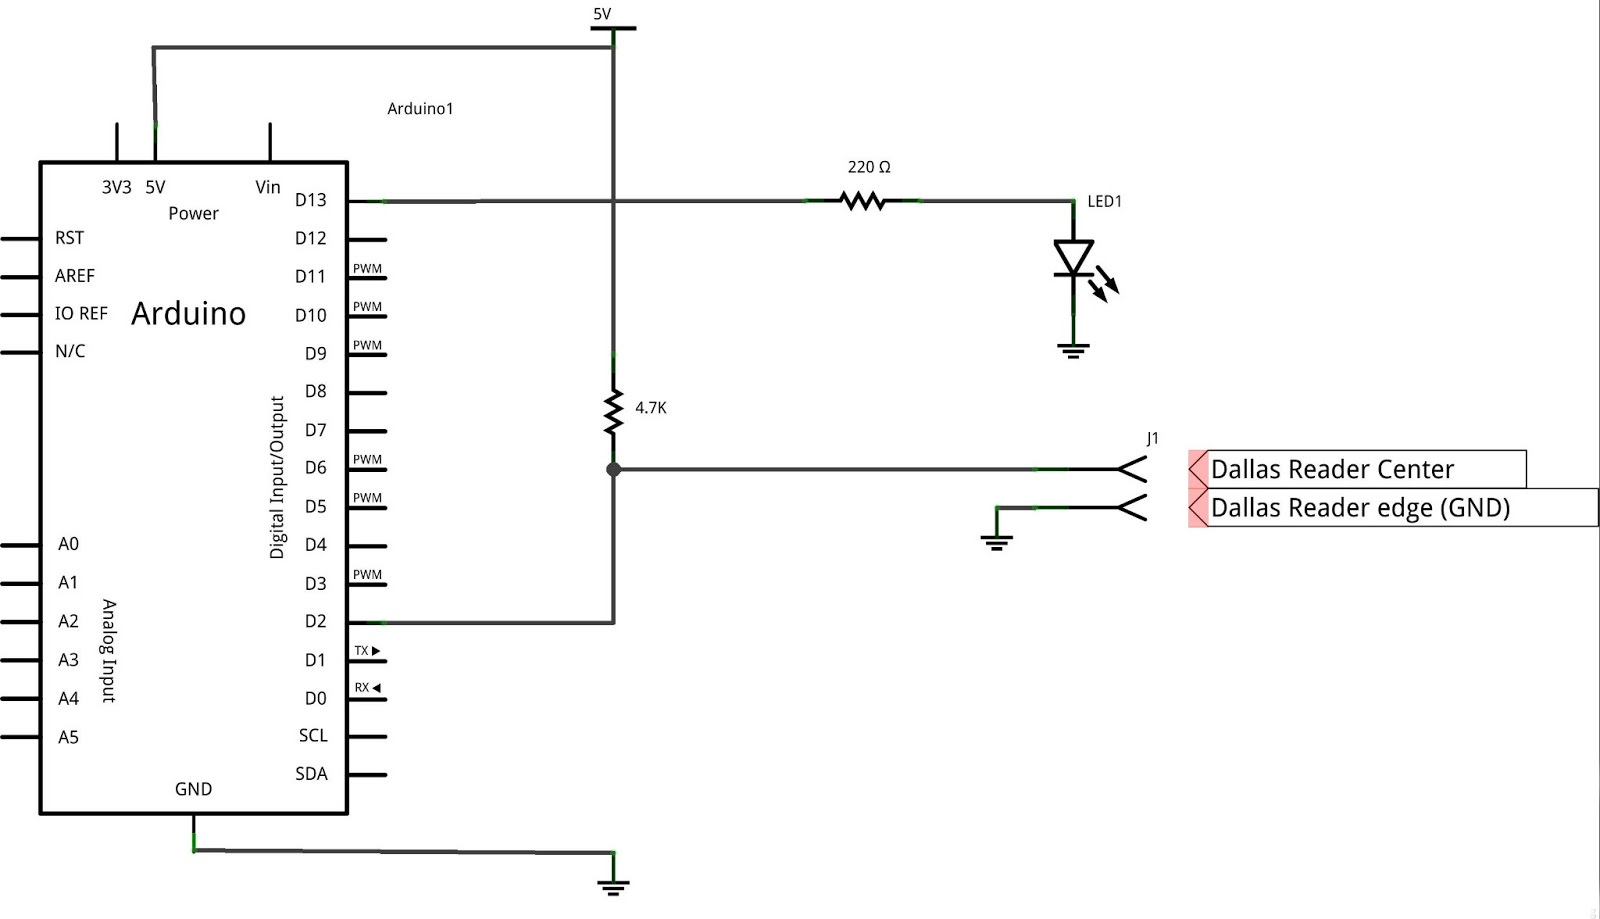 5V
Arduino1
220 Ω
3V3 5V Vin
Power
D13
LED1
RST
D12
AREF
D11 PWM
IO REF
Arduino
D10 PWM
N/C
D9 PWM
D8
4.7K
D7
J1
D6 PWM
Dallas Reader Center
Digital Input/Output
D5 PWM
Dallas Reader edge (GND)
A0
D4
A1
D3 PWM
A2
D2
Analog Input
A3
D1 TX
A4
D0 RX
A5
SCL
SDA
GND